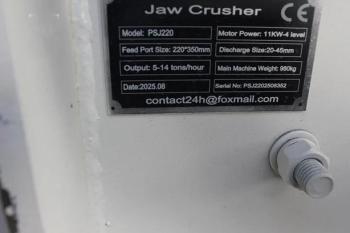 Jaw Crusher CE
Model: PSJ220 Motor Power: 11KW-4 level
Feed Port Size: 220*350mm Discharge Size:20-45mm
Output: 5-14 tons/hour Main Machine Weight: 980kg
Date:2025.08 Serial No: PSJ2202508352
contact24h@foxmail.com